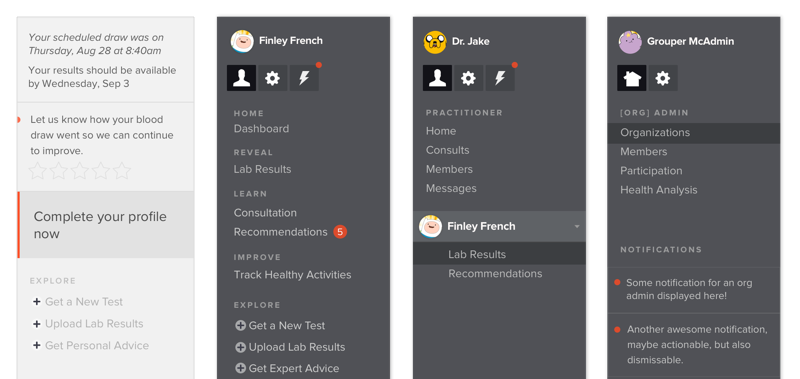 Your scheduled draw was on
Thursday, Aug 28 at 8:40am
Your results should be available
by Wednesday, Sep 3
Let us know how your blood
draw went so we can continue
to improve.
Complete your profile
now
EXPLORE
Get a New Test
Upload Lab Results
Get Personal Advice
Finley French
HOME
Dashboard
REVEAL
Lab Results
LEARN
Consultation
Recommendations 5
IMPROVE
Track Healthy Activities
EXPLORE
Get a New Test
Upload Lab Results
Get Expert Advice
Dr. Jake
PRACTITIONER
Home
Consults
Members
Messages
Finley French
Lab Results
Recommendations
Grouper McAdmin
[ORG] ADMIN
Organizations
Members
Participation
Health Analysis
NOTIFICATIONS
Some notification for an org
admin displayed here!
Another awesome notification,
maybe actionable, but also
dismissable.